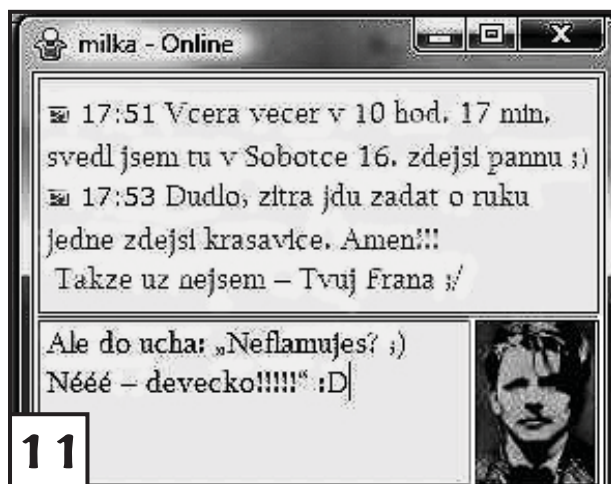 milka - Online
17:51 Vcera vecer v 10 hod. 17 min.
svedl jsem tu v Sobotce 16. zdejsi pannu ;)
17:53 Dudlo, zitra jdu zadat o ruku
jedne zdejsi krasavice. Amen!!!
Takze uz nejsem – Tvuj Frana ;/
Ale do ucha: „Neflamujes? ;)
Nééé – devecko!!!!!“ :D
11